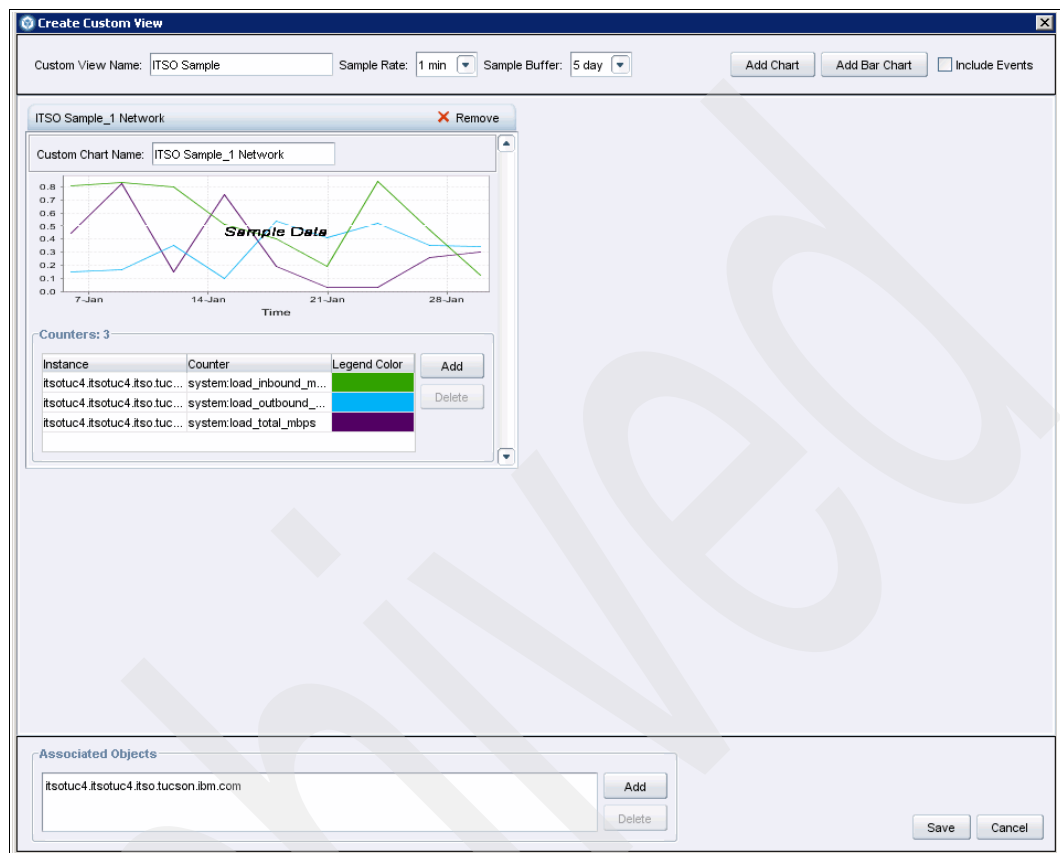 Create Custom View
Custom View Name: ITSO Sample Sample Rate: 1 min Sample Buffer: 5 day Add Chart Add Bar Chart Include Events
ITSO Sample_1 Network Remove
Custom Chart Name: ITSO Sample_1 Network
0.8
0.7
0.6
0.5
0.4
0.3
0.2
0.1
0.0
Sample Data
7-Jan 14-Jan 21-Jan 28-Jan
Time
Counters: 3
Instance Counter Legend Color Add
itsotuc4.itsotuc4.itso.tuc... system:load_inbound_m...
itsotuc4.itsotuc4.itso.tuc... system:load_outbound_... Delete
itsotuc4.itsotuc4.itso.tuc... system:load_total_mbps
Associated Objects
itsotuc4.itsotuc4.itso.tucson.ibm.com Add
Delete
Save Cancel